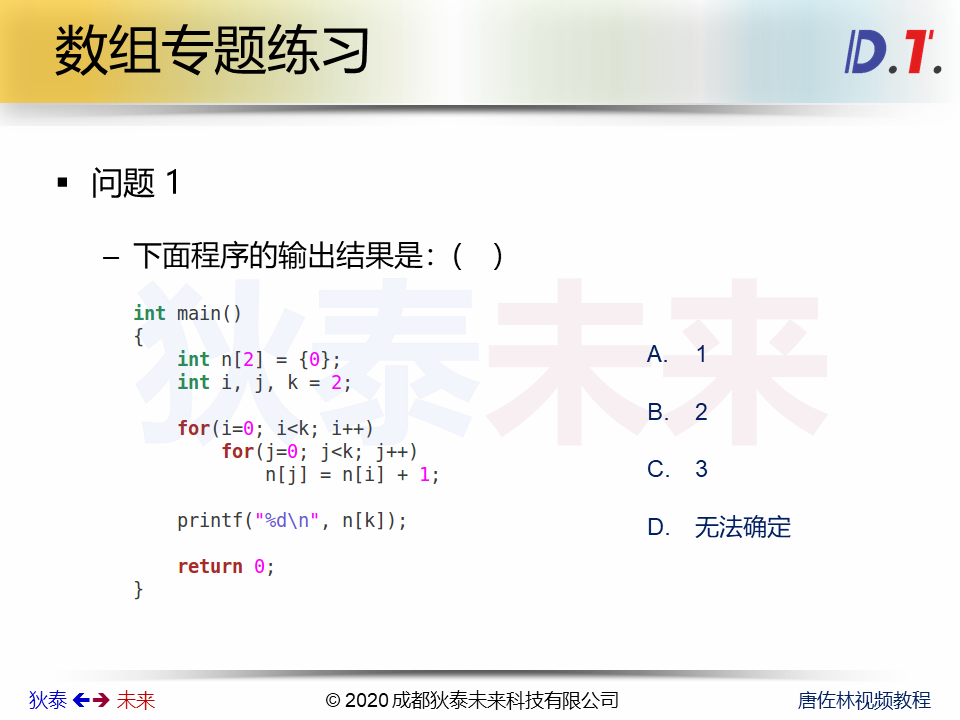 数组专题练习
D.T.
▪ 问题 1
– 下面程序的输出结果是：(    )
狄泰未来
int main()
{
    int n[2] = {0};
    int i, j, k = 2;

    for(i=0; i<k; i++)
        for(j=0; j<k; j++)
            n[j] = n[i] + 1;

    printf("%d\n", n[k]);

    return 0;
}
A. 1
B. 2
C. 3
D. 无法确定
狄泰 未来
© 2020 成都狄泰未来科技有限公司
唐佐林视频教程